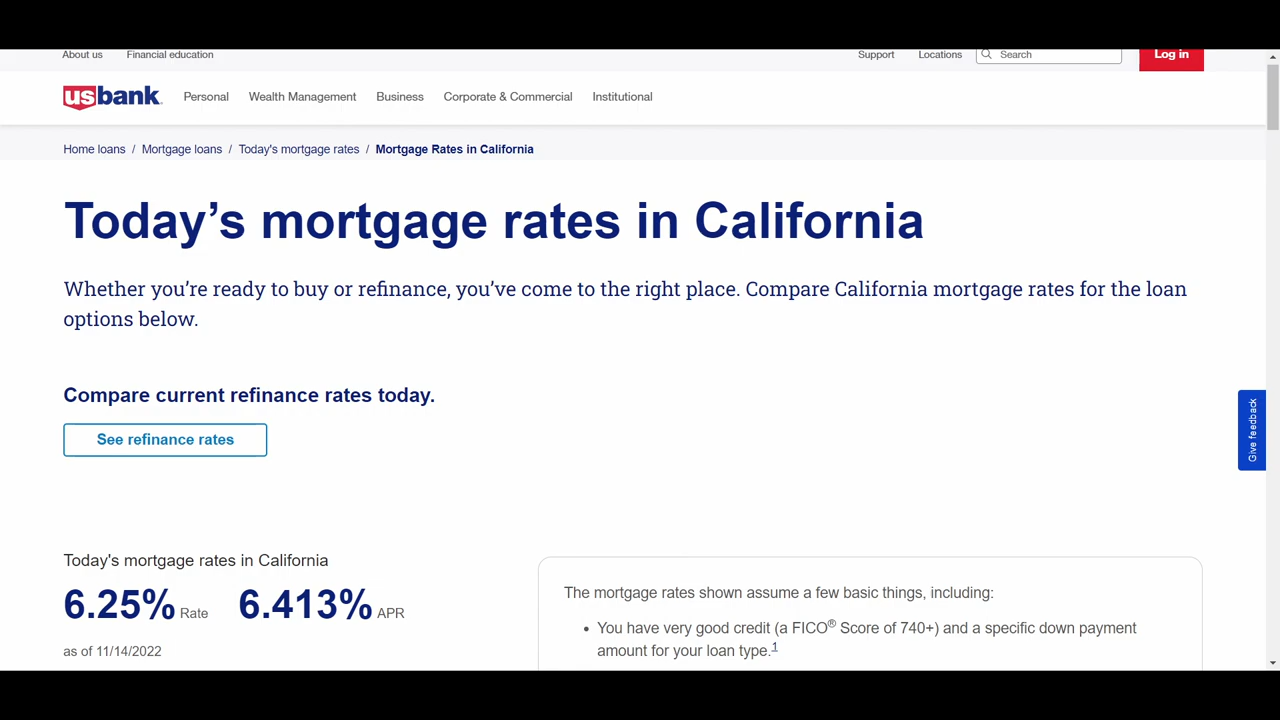 About us Financial education Support Locations Search Log in
usbank Personal Wealth Management Business Corporate & Commercial Institutional
Home loans / Mortgage loans / Today's mortgage rates / Mortgage Rates in California
Today’s mortgage rates in California
Whether you’re ready to buy or refinance, you’ve come to the right place. Compare California mortgage rates for the loan
options below.
Compare current refinance rates today.
See refinance rates
Give feedback
Today's mortgage rates in California
6.25% Rate 6.413% APR
as of 11/14/2022
The mortgage rates shown assume a few basic things, including:
• You have very good credit (a FICO® Score of 740+) and a specific down payment
amount for your loan type.1